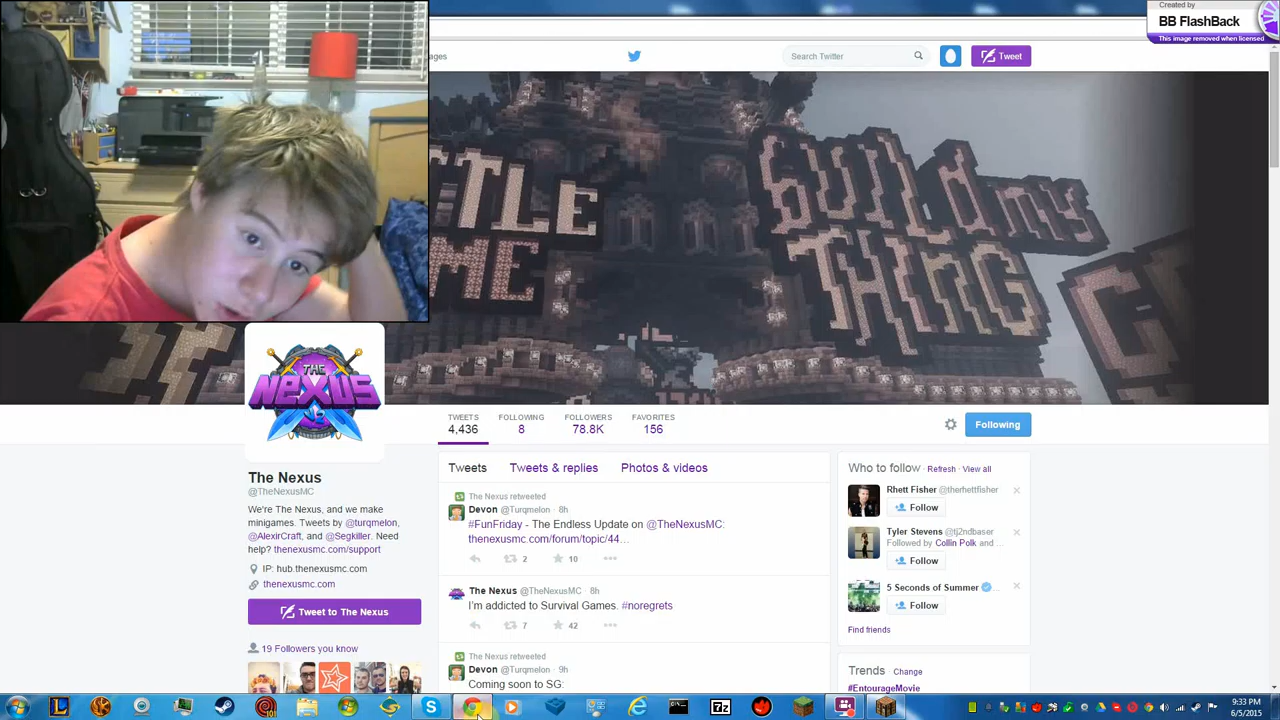 Created by
BB FlashBack
This image removed when licensed
ages
Search Twitter
Tweet
TTLE
ME
Guild my
THiNG
THE
NEXUS
TWEETS
4,436
FOLLOWING
8
FOLLOWERS
78.8K
FAVORITES
156
Following
The Nexus
@TheNexusMC
We're The Nexus, and we make
minigames. Tweets by @turqmelon,
@AlexirCraft, and @Segkiller. Need
help? thenexusmc.com/support
IP: hub.thenexusmc.com
thenexusmc.com
Tweet to The Nexus
19 Followers you know
Tweets
Tweets & replies
Photos & videos
The Nexus retweeted
Devon @Turqmelon · 8h
#FunFriday - The Endless Update on @TheNexusMC:
thenexusmc.com/forum/topic/44…
2
10
The Nexus @TheNexusMC · 8h
I'm addicted to Survival Games. #noregrets
7
42
The Nexus retweeted
Devon @Turqmelon · 9h
Coming soon to SG:
Who to follow · Refresh · View all
Rhett Fisher @therhettfisher
Follow
Tyler Stevens @tj2ndbaser
Followed by Collin Polk and ...
Follow
5 Seconds of Summer ...
Follow
Find friends
Trends · Change
#EntourageMovie
9:33 PM
6/5/2015